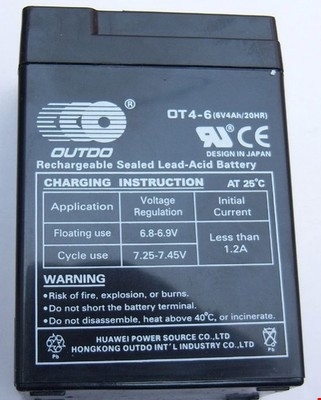 ®
OT4-6 (6V4Ah/20HR)
OUTDO
UR CE
DESIGN IN JAPAN
Rechargeable Sealed Lead-Acid Battery
CHARGING INSTRUCTION AT 25°C
Application Voltage Regulation Initial Current
Floating use 6.8-6.9V Less than 1.2A
Cycle use 7.25-7.45V
WARNING
•Risk of fire, explosion, or burns.
•Do not short the battery terminal.
•Do not disassemble, heat above 40°C, or incinerate.
HUAWEI POWER SOURCE CO.,LTD
HONGKONG OUTDO INT'L INDUSTRY CO.,LTD
Pb Pb